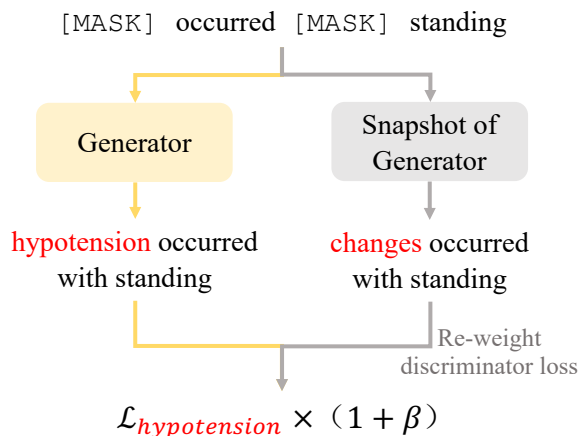 [MASK] occurred [MASK] standing
Generator
Snapshot of
Generator
hypotension occurred
with standing
changes occurred
with standing
Re-weight
discriminator loss
ℒ_hypotension × (1 + β)